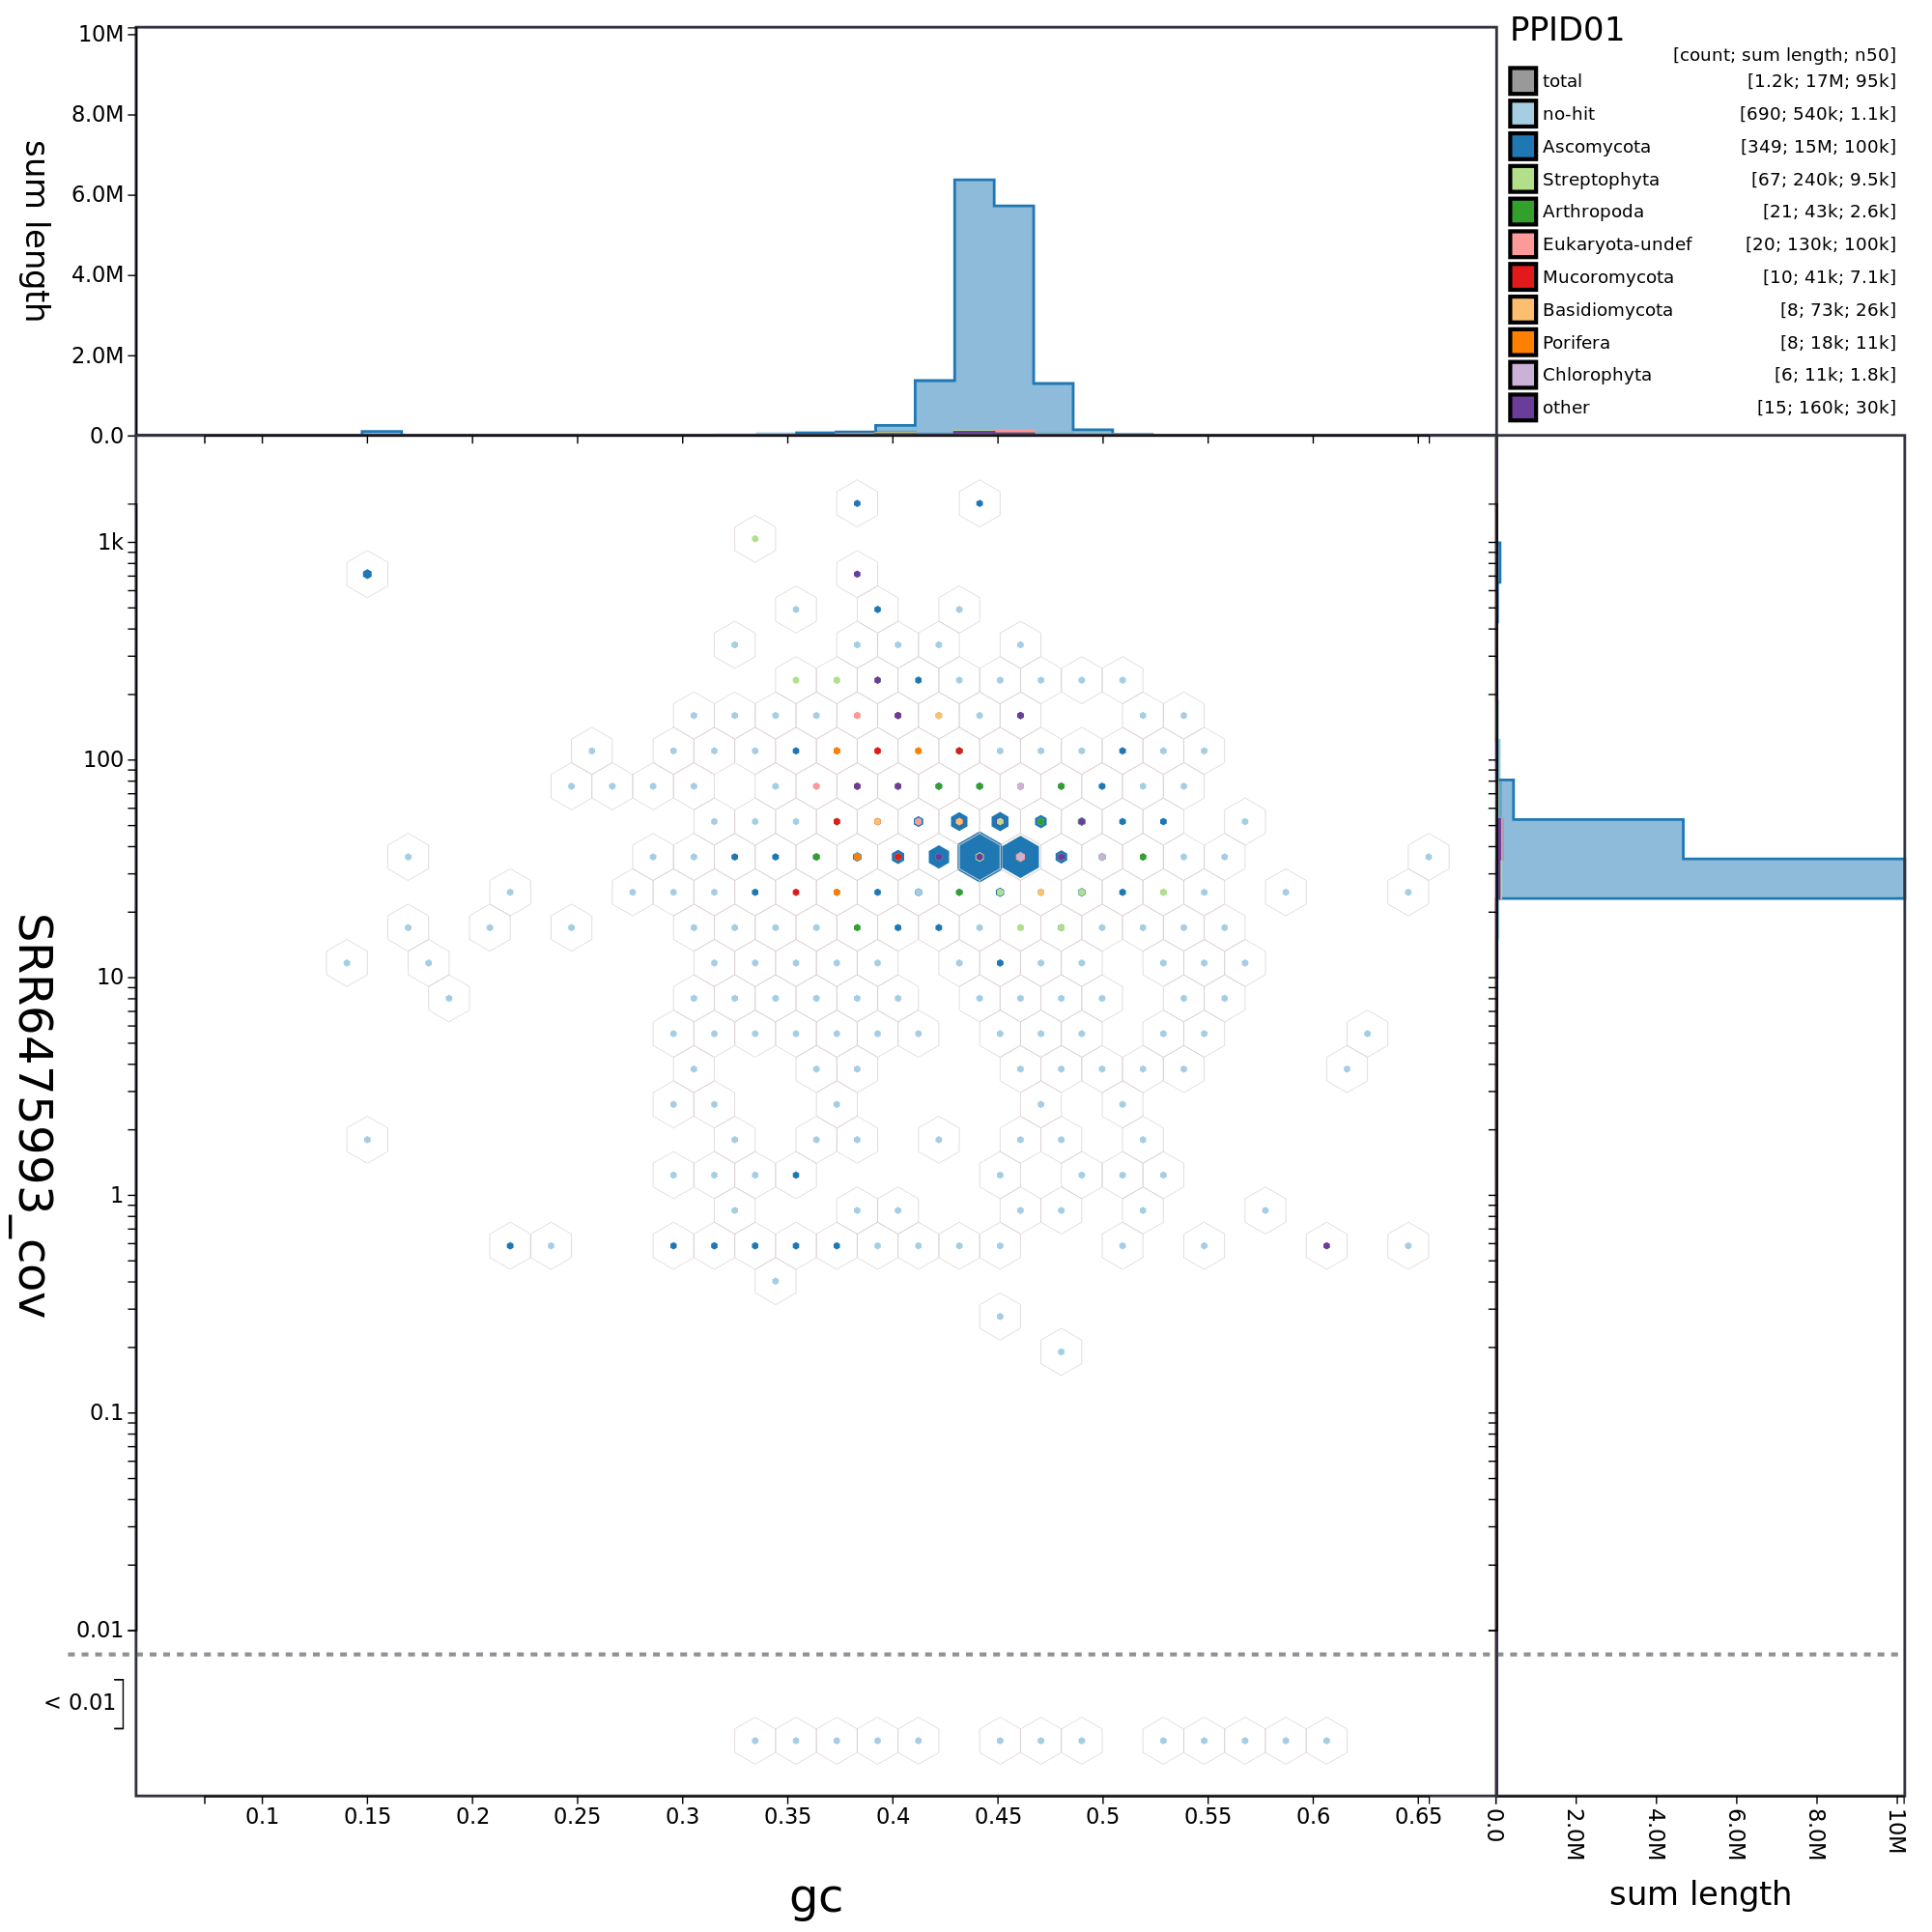 PPID01
[count; sum length; n50]
total [1.2k; 17M; 95k]
no-hit [690; 540k; 1.1k]
Ascomycota [349; 15M; 100k]
Streptophyta [67; 240k; 9.5k]
Arthropoda [21; 43k; 2.6k]
Eukaryota-undef [20; 130k; 100k]
Mucoromycota [10; 41k; 7.1k]
Basidiomycota [8; 73k; 26k]
Porifera [8; 18k; 11k]
Chlorophyta [6; 11k; 1.8k]
other [15; 160k; 30k]
sum length
10M
8.0M
6.0M
4.0M
2.0M
0.0
SRR6475993_cov
1k
100
10
1
0.1
0.01
< 0.01
0.1 0.15 0.2 0.25 0.3 0.35 0.4 0.45 0.5 0.55 0.6 0.65
gc
0.0 2.0M 4.0M 6.0M 8.0M 10M
sum length